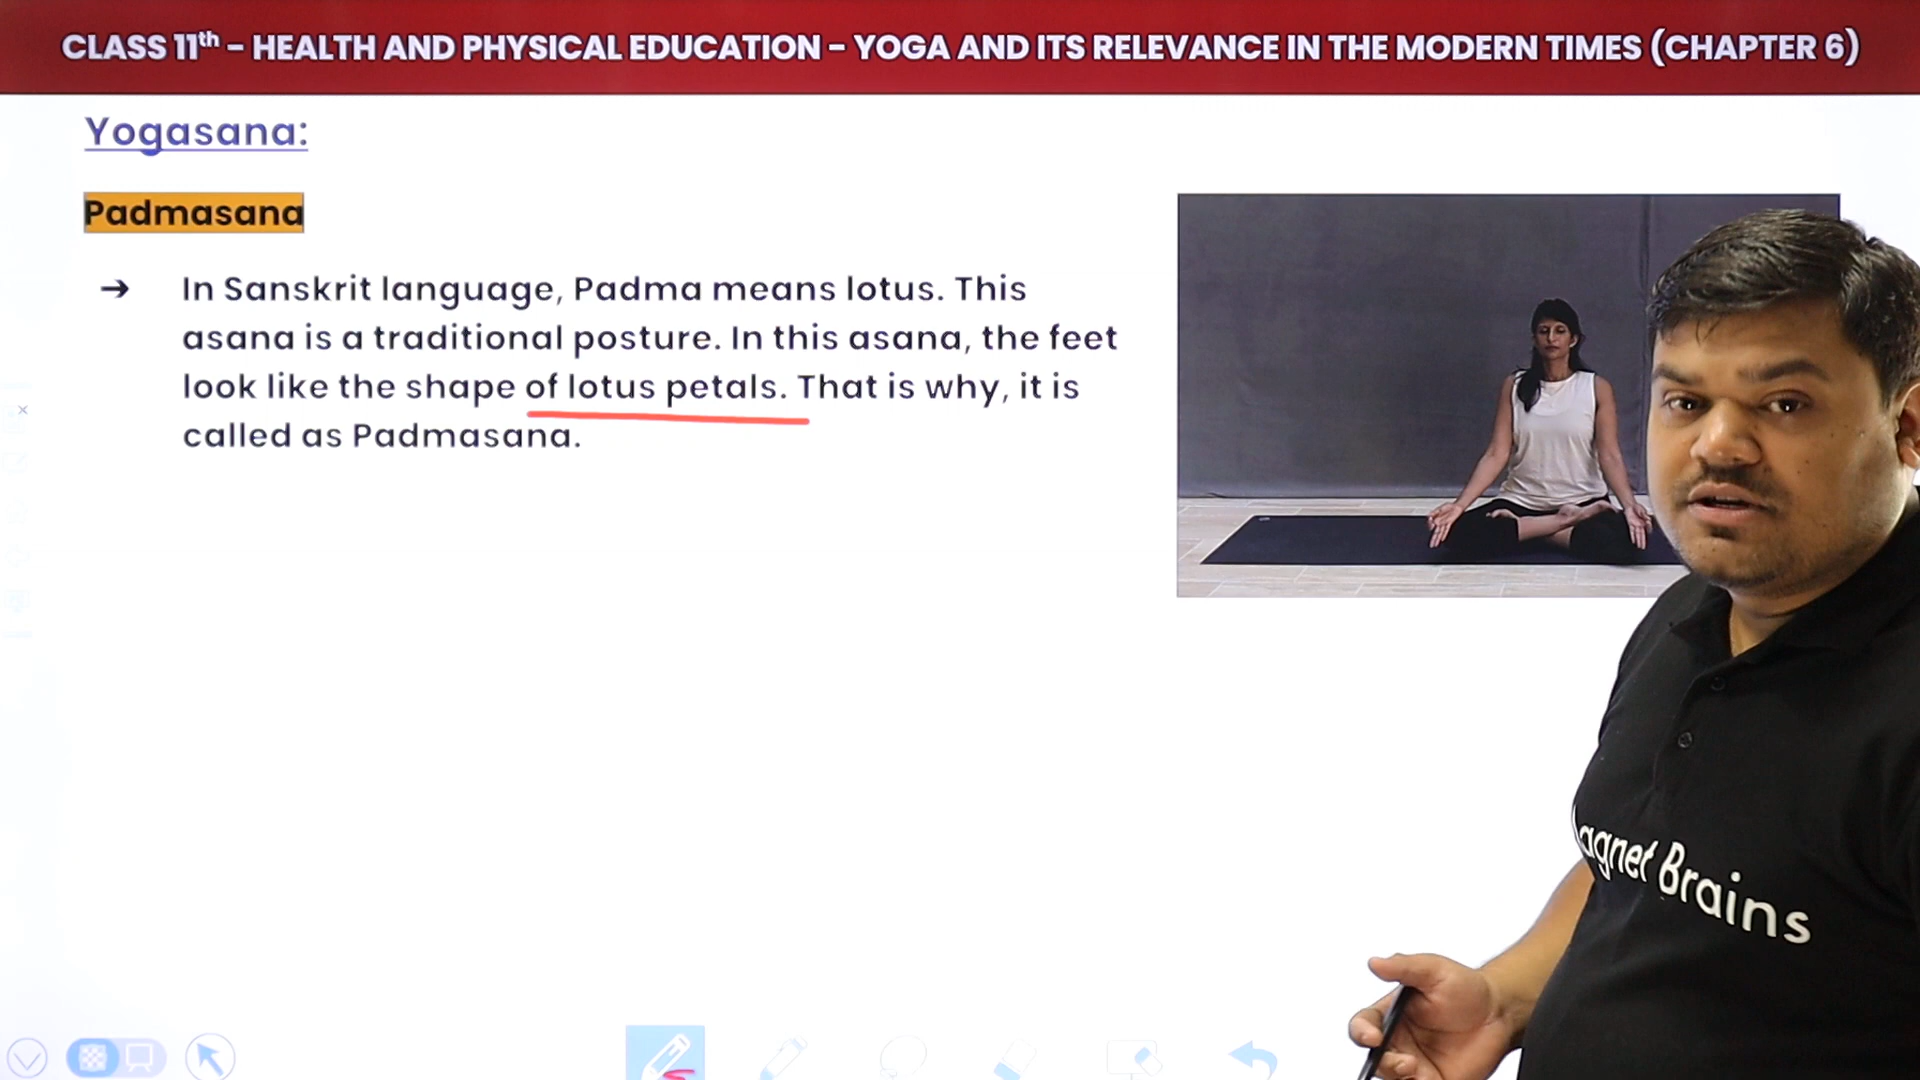 CLASS 11th – HEALTH AND PHYSICAL EDUCATION – YOGA AND ITS RELEVANCE IN THE MODERN TIMES (CHAPTER 6)
Yogasana:
Padmasana
➔ In Sanskrit language, Padma means lotus. This
asana is a traditional posture. In this asana, the feet
look like the shape of lotus petals. That is why, it is
called as Padmasana.
agnet Brains